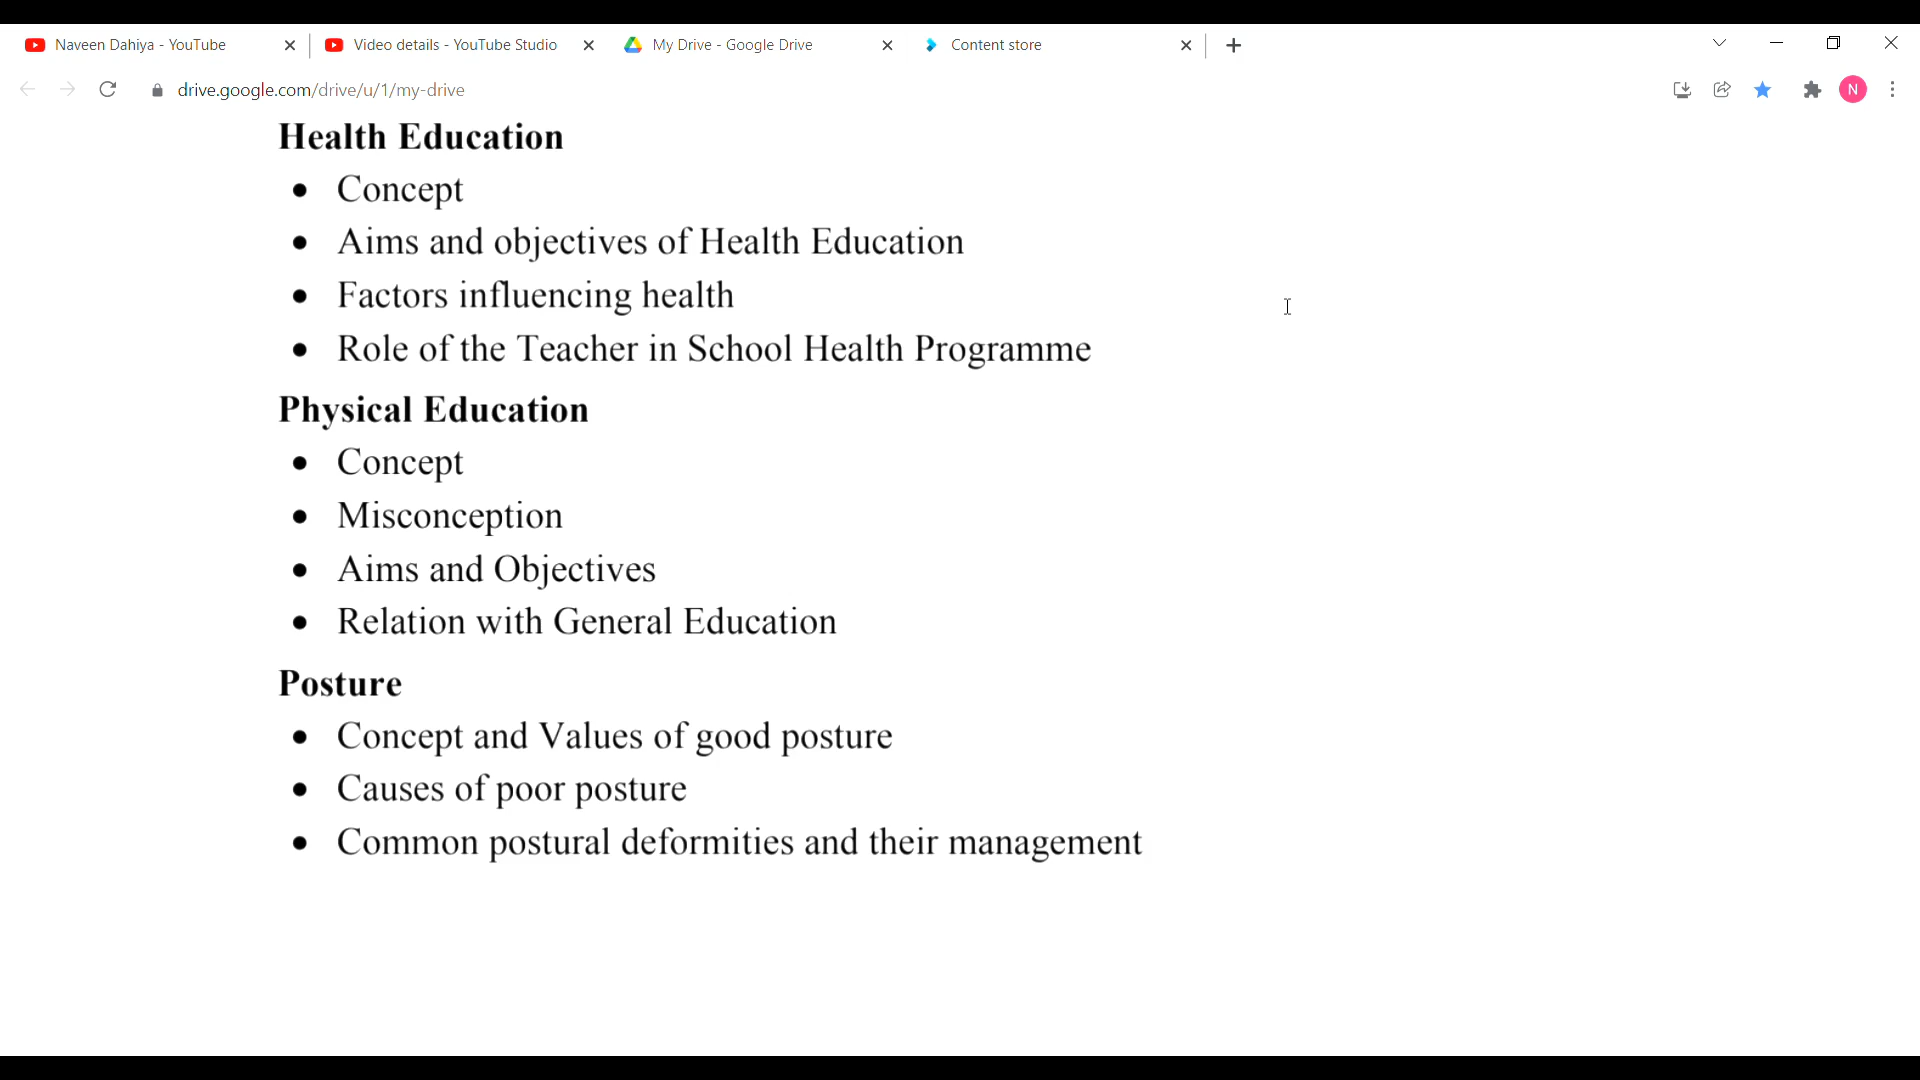 Naveen Dahiya - YouTube
Video details - YouTube Studio
My Drive - Google Drive
Content store
drive.google.com/drive/u/1/my-drive
N
Health Education
• Concept
• Aims and objectives of Health Education
• Factors influencing health
• Role of the Teacher in School Health Programme
Physical Education
• Concept
• Misconception
• Aims and Objectives
• Relation with General Education
Posture
• Concept and Values of good posture
• Causes of poor posture
• Common postural deformities and their management